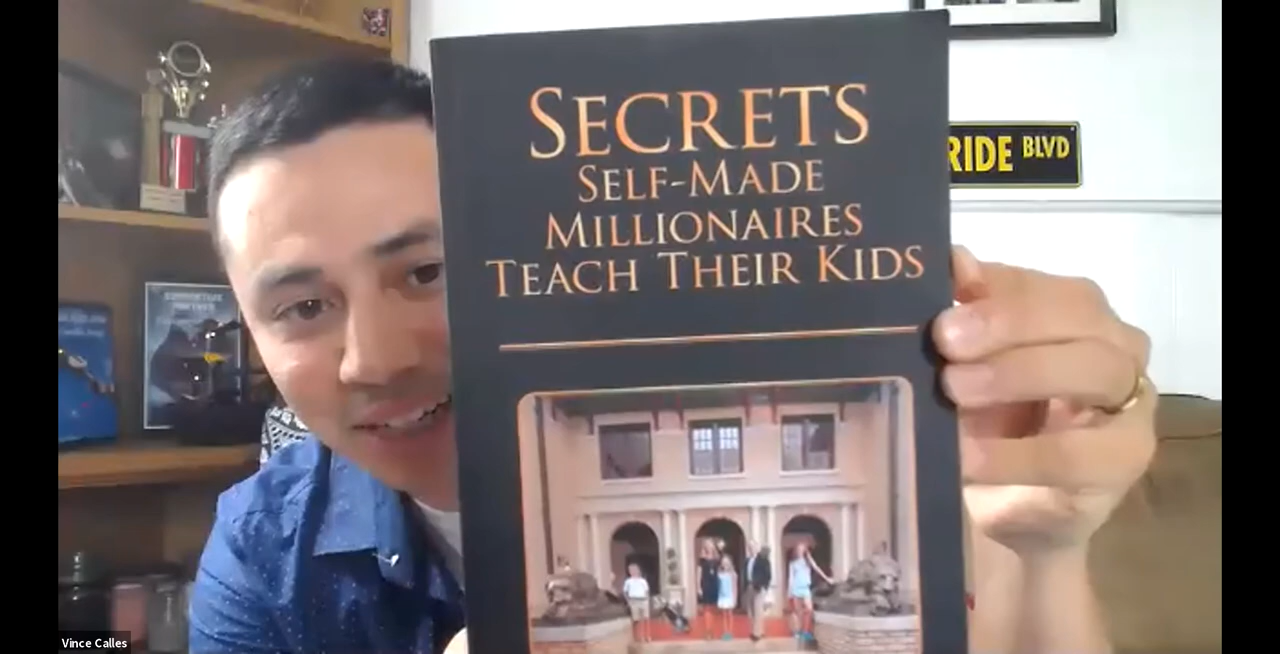 SECRETS
SELF-MADE
MILLIONAIRES
TEACH THEIR KIDS
RIDE BLVD
Vince Calles